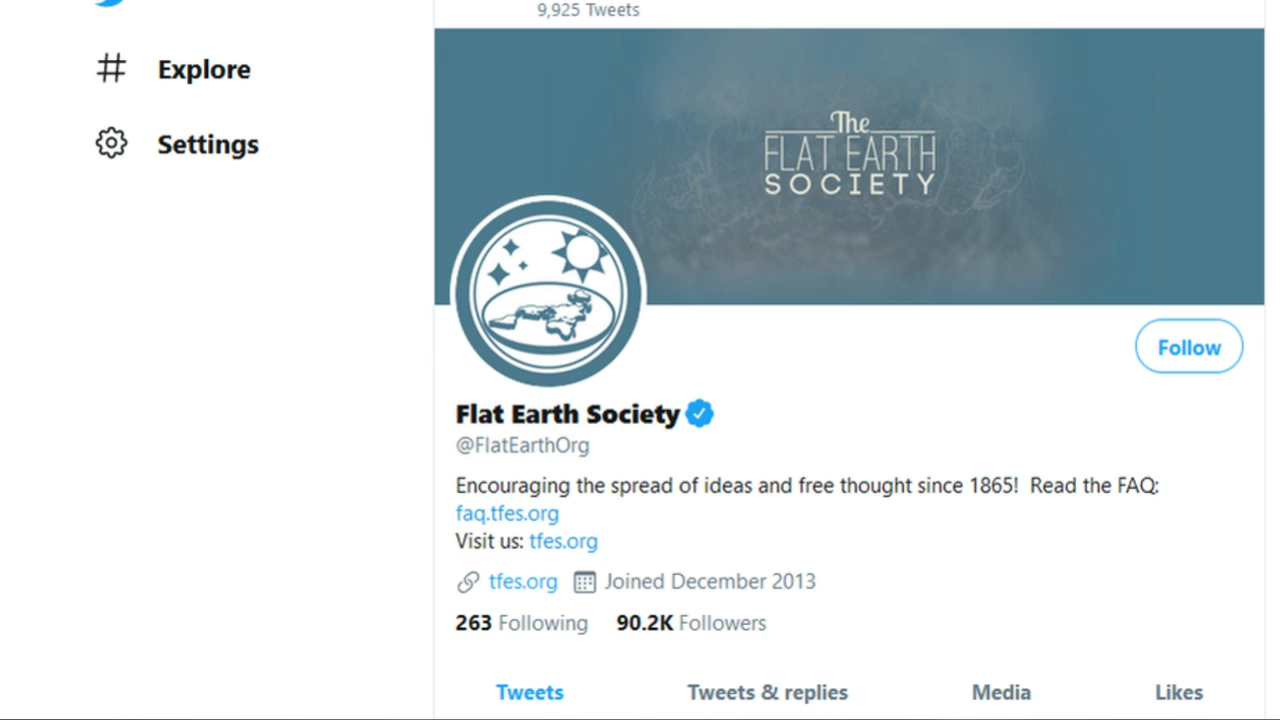 9,925 Tweets
Explore
Settings
The
FLAT EARTH
SOCIETY
Follow
Flat Earth Society
@FlatEarthOrg
Encouraging the spread of ideas and free thought since 1865!  Read the FAQ:
faq.tfes.org
Visit us: tfes.org
tfes.org Joined December 2013
263 Following 90.2K Followers
Tweets Tweets & replies Media Likes